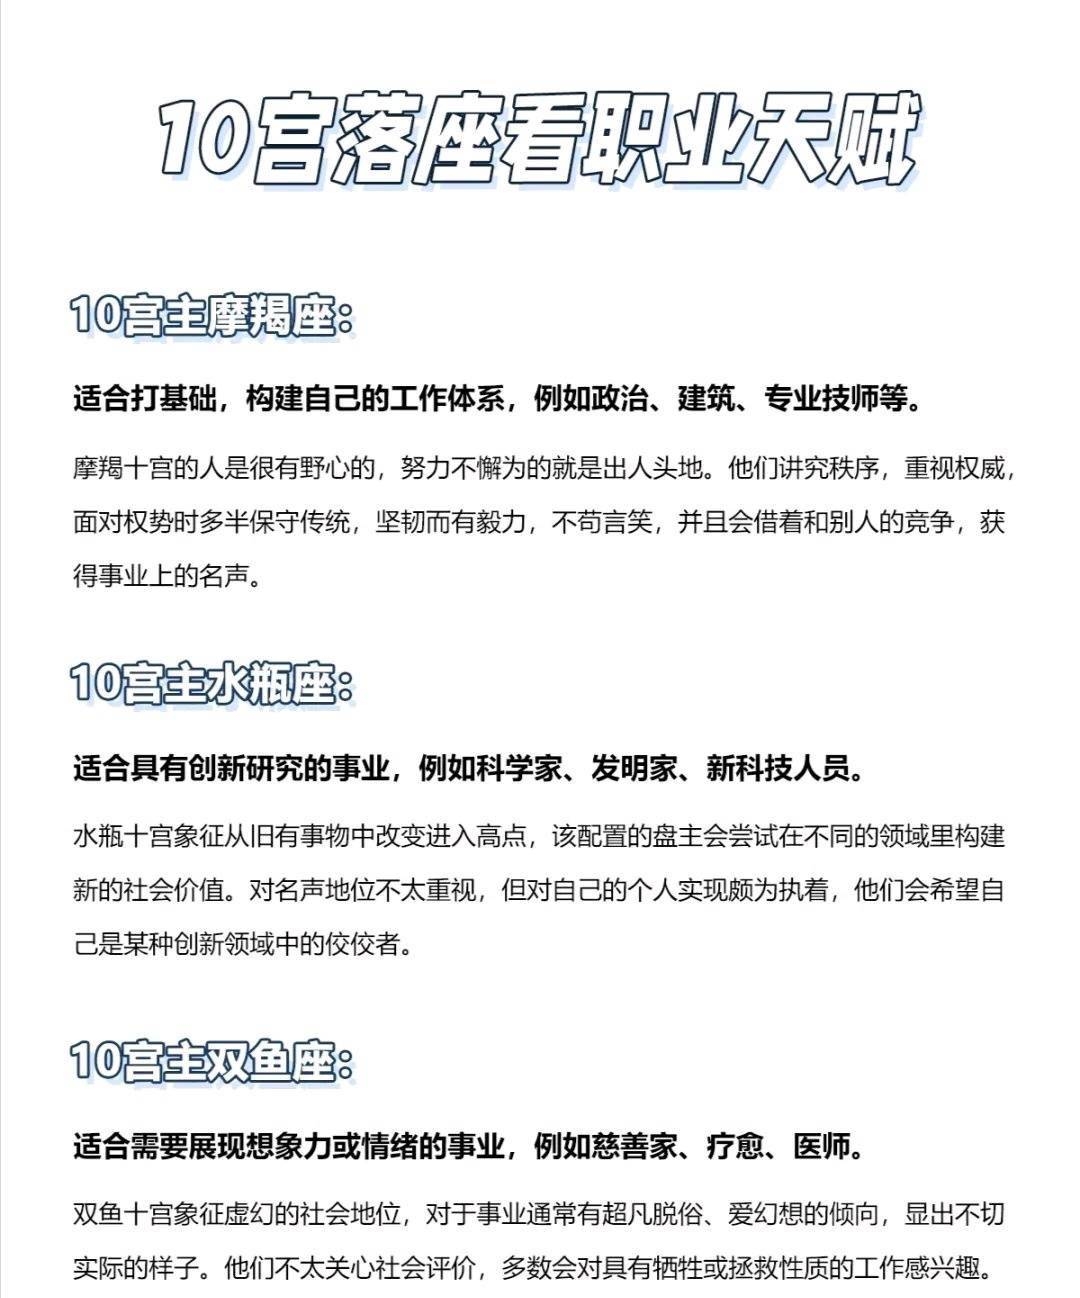 10宫落座看职业天赋
10宫主摩羯座：
适合打基础，构建自己的工作体系，例如政治、建筑、专业技师等。
摩羯十宫的人是很有野心的，努力不懈为的就是出人头地。他们讲究秩序，重视权威，
面对权势时多半保守传统，坚韧而有毅力，不苟言笑，并且会借着和别人的竞争，获
得事业上的名声。
10宫主水瓶座：
适合具有创新研究的事业，例如科学家、发明家、新科技人员。
水瓶十宫象征从旧有事物中改变进入高点，该配置的盘主会尝试在不同的领域里构建
新的社会价值。对名声地位不太重视，但对自己的个人实现颇为执着，他们会希望自
己是某种创新领域中的佼佼者。
10宫主双鱼座：
适合需要展现想象力或情绪的事业，例如慈善家、疗愈、医师。
双鱼十宫象征虚幻的社会地位，对于事业通常有超凡脱俗、爱幻想的倾向，显出不切
实际的样子。他们不太关心社会评价，多数会对具有牺牲或拯救性质的工作感兴趣。